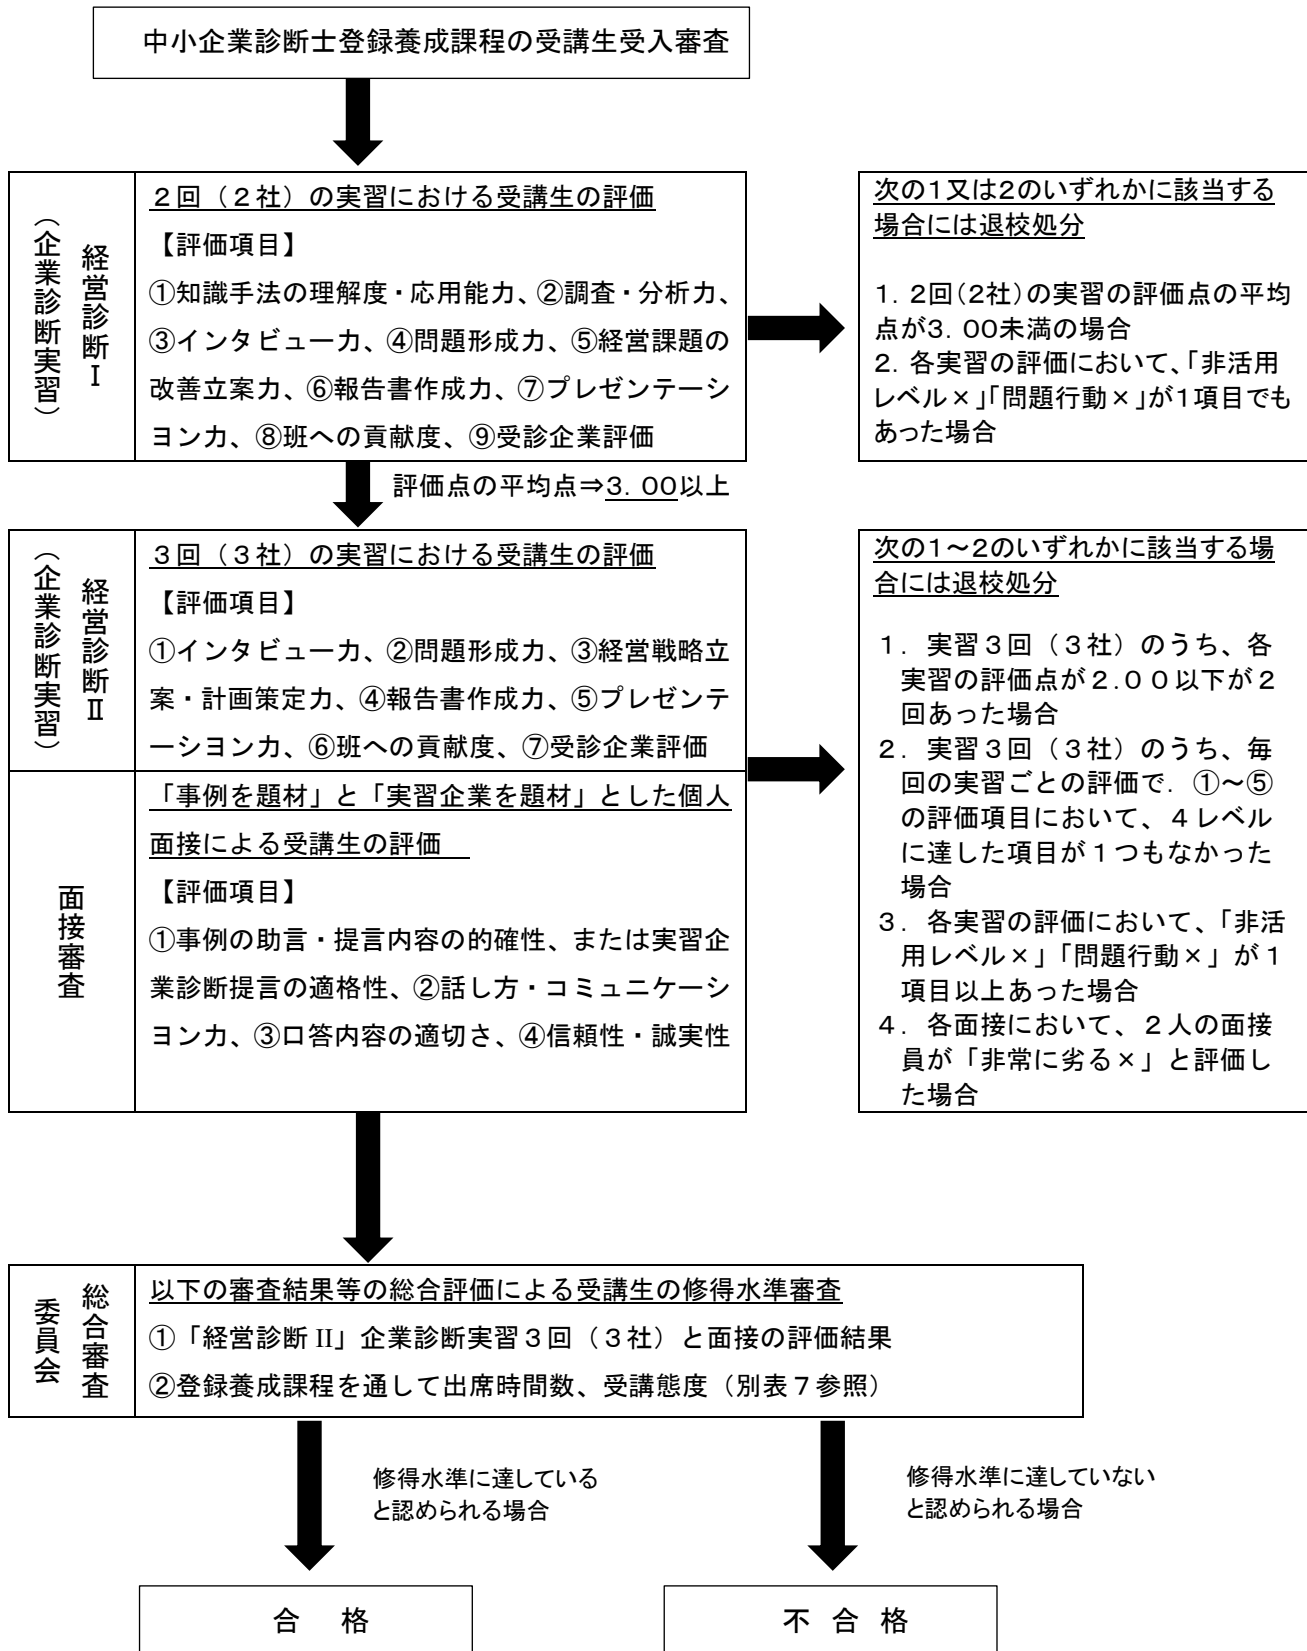 中小企業診断士登録養成課程の受講生受入審査
経営診断Ⅰ
（企業診断実習）
２回（２社）の実習における受講生の評価
【評価項目】
①知識手法の理解度・応用能力、②調査・分析力、
③インタビュー力、④問題形成力、⑤経営課題の
改善立案力、⑥報告書作成力、⑦プレゼンテーシ
ヨン力、⑧班への貢献度、⑨受診企業評価
次の1又は2のいずれかに該当する
場合には退校処分
1. 2回(2社)の実習の評価点の平均
点が3. 00未満の場合
2. 各実習の評価において、「非活用
レベル×」「問題行動×」が1項目でも
あった場合
評価点の平均点⇒3. 00以上
経営診断Ⅱ
（企業診断実習）
３回（３社）の実習における受講生の評価
【評価項目】
①インタビュー力、②問題形成力、③経営戦略立
案・計画策定力、④報告書作成力、⑤プレゼンテ
ーシヨン力、⑥班への貢献度、⑦受診企業評価
面接審査
「事例を題材」と「実習企業を題材」とした個人
面接による受講生の評価
【評価項目】
①事例の助言・提言内容の的確性、または実習企
業診断提言の適格性、②話し方・コミュニケーシ
ヨン力、③口答内容の適切さ、④信頼性・誠実性
次の1～2のいずれかに該当する場
合には退校処分
１．実習３回（３社）のうち、各
実習の評価点が２.００以下が２
回あった場合
２．実習３回（３社）のうち、毎
回の実習ごとの評価で．①～⑤
の評価項目において、４レベル
に達した項目が１つもなかった
場合
３．各実習の評価において、「非活
用レベル×」「問題行動×」が１
項目以上あった場合
４．各面接において、２人の面接
員が「非常に劣る×」と評価し
た場合
総合審査
委員会
以下の審査結果等の総合評価による受講生の修得水準審査
①「経営診断 II」企業診断実習３回（３社）と面接の評価結果
②登録養成課程を通して出席時間数、受講態度（別表７参照）
修得水準に達している
と認められる場合
修得水準に達していない
と認められる場合
合　格
不 合 格